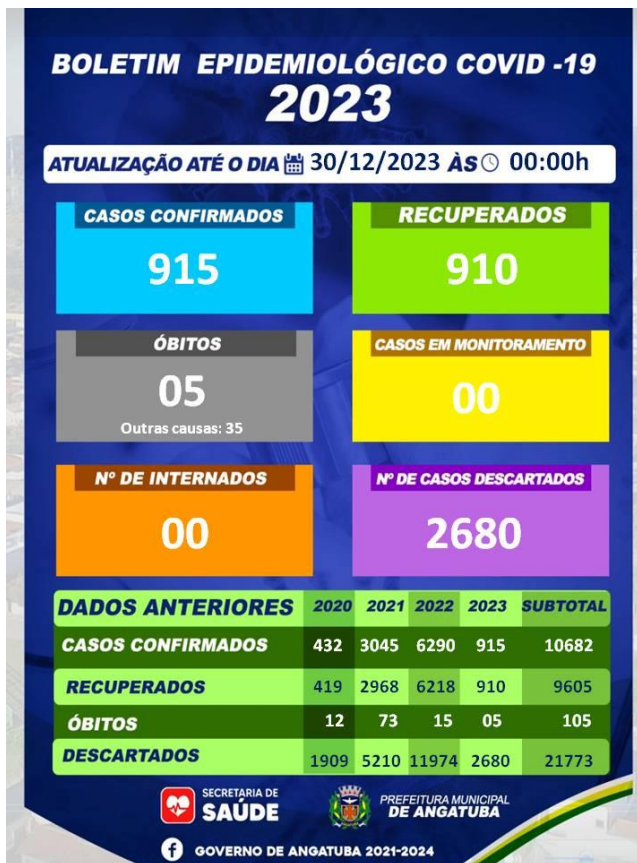 BOLETIM EPIDEMIOLÓGICO COVID -19
2023
ATUALIZAÇÃO ATÉ O DIA 30/12/2023 ÀS 00:00h
CASOS CONFIRMADOS
915
RECUPERADOS
910
ÓBITOS
05
Outras causas: 35
CASOS EM MONITORAMENTO
00
Nº DE INTERNADOS
00
Nº DE CASOS DESCARTADOS
2680
DADOS ANTERIORES 2020 2021 2022 2023 SUBTOTAL
CASOS CONFIRMADOS 432 3045 6290 915 10682
RECUPERADOS 419 2968 6218 910 9605
ÓBITOS 12 73 15 05 105
DESCARTADOS 1909 5210 11974 2680 21773
SECRETARIA DE
SAÚDE
PREFEITURA MUNICIPAL
DE ANGATUBA
GOVERNO DE ANGATUBA 2021-2024